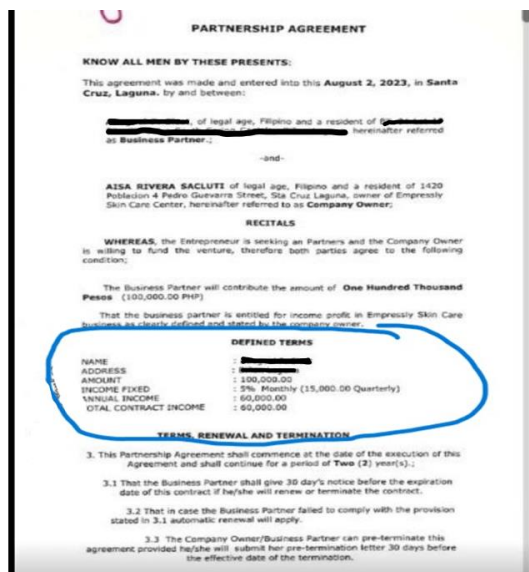 PARTNERSHIP AGREEMENT
KNOW ALL MEN BY THESE PRESENTS:
This agreement was made and entered into this August 2, 2023, in Santa
Cruz, Laguna. by and between:
, of legal age, Filipino and a resident of
hereinafter referred
as Business Partner.;
-and-
AISA RIVERA SACLUTI of legal age, Filipino and a resident of 1420
Poblacion 4 Pedro Guevarra Street, Sta Cruz Laguna, owner of Empressly
Skin Care Center, hereinafter referred to as Company Owner;
RECITALS
WHEREAS, the Entrepreneur is seeking an Partners and the Company Owner
is willing to fund the venture, therefore both parties agree to the following
condition;
The Business Partner will contribute the amount of One Hundred Thousand
Pesos (100,000.00 PHP)
That the business partner is entitled for income profit in Empressly Skin Care
business as clearly defined and stated by the company owner.
DEFINED TERMS
NAME :
ADDRESS :
AMOUNT : 100,000.00
INCOME FIXED : 5% Monthly (15,000.00 Quarterly)
ANNUAL INCOME : 60,000.00
OTAL CONTRACT INCOME : 60,000.00
TERMS, RENEWAL AND TERMINATION
3. This Partnership Agreement shall commence at the date of the execution of this
Agreement and shall continue for a period of Two (2) year(s).;
3.1 That the Business Partner shall give 30 day's notice before the expiration
date of this contract if he/she will renew or terminate the contract.
3.2 That in case the Business Partner failed to comply with the provision
stated in 3.1 automatic renewal will apply.
3.3 The Company Owner/Business Partner can pre-terminate this
agreement provided he/she will submit her pre-termination letter 30 days before
the effective date of the termination.